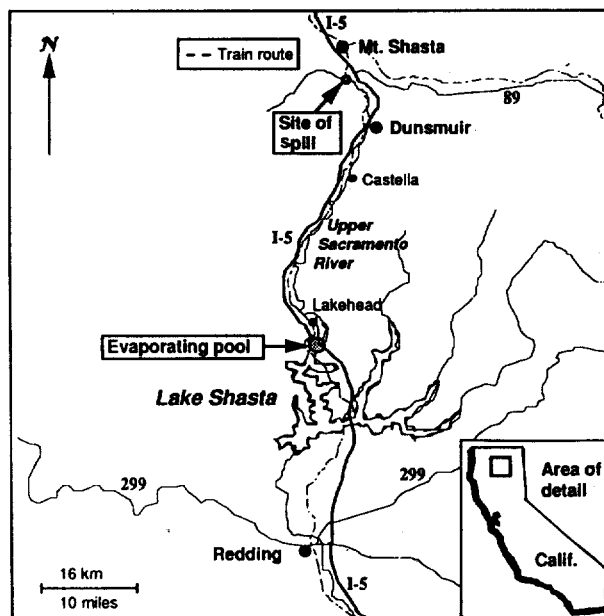 N
I-5
Mt. Shasta
Train route
89
Site of
spill
Dunsmuir
Castella
I-5
Upper
Sacramento
River
Lakehead
Evaporating pool
Lake Shasta
299
299
Area of
detail
Calif.
Redding
16 km
10 miles
I-5